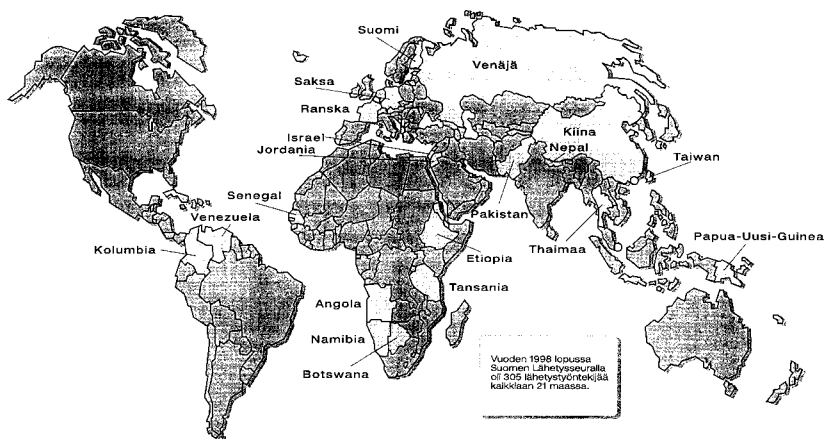 Suomi
Venäjä
Saksa
Ranska
Kiina
Israel
Nepal
Jordania
Taiwan
Senegal
Venezuela
Pakistan
Kolumbia
Etiopia
Thaimaa
Papua-Uusi-Guinea
Tansania
Angola
Namibia
Botswana
Vuoden 1998 lopussa
Suomen Lähetysseuralla
oli 305 lähetystyöntekijää
kaikkiaan 21 maassa.